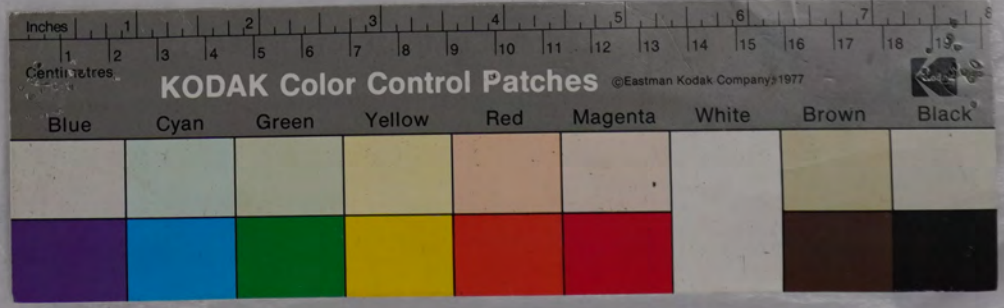 Inches 1 2 3 4 5 6 7 8
1 2 3 4 5 6 7 8 9 10 11 12 13 14 15 16 17 18 19
Centimetres
KODAK Color Control Patches ©Eastman Kodak Company, 1977
Blue Cyan Green Yellow Red Magenta White Brown Black